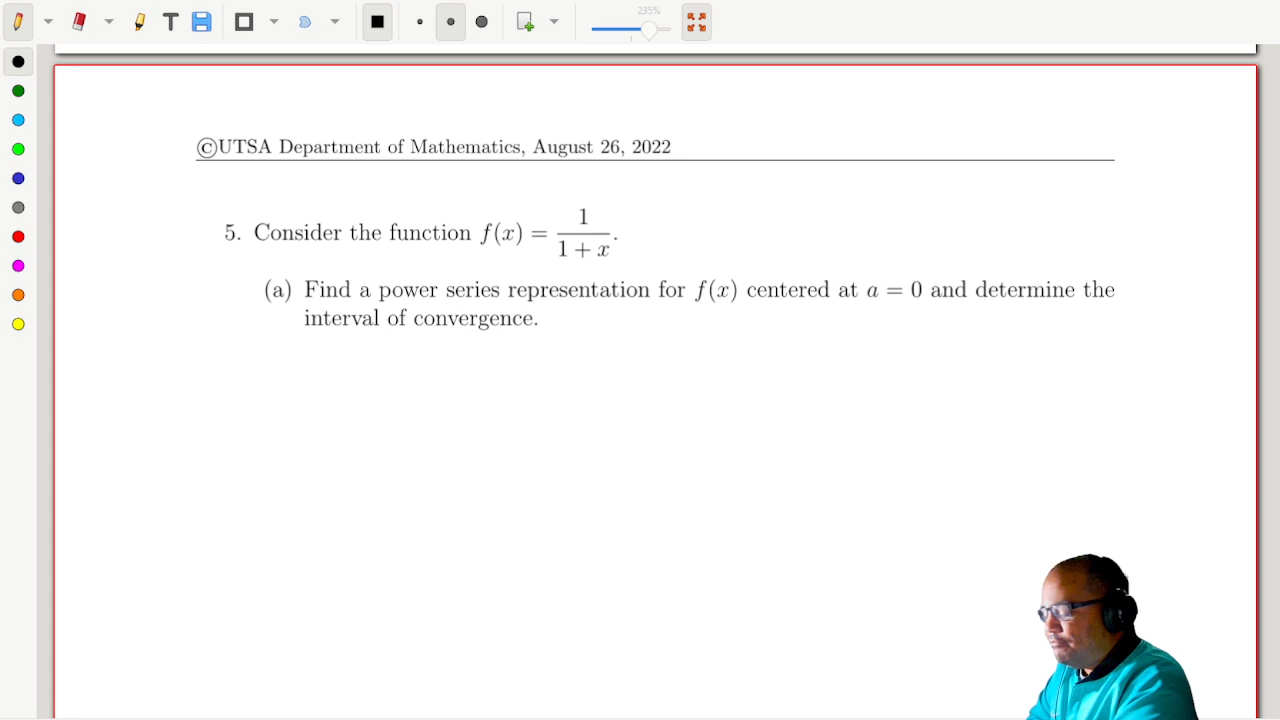 235%
©UTSA Department of Mathematics, August 26, 2022
5. Consider the function f(x) = 1/(1 + x).
(a) Find a power series representation for f(x) centered at a = 0 and determine the
interval of convergence.